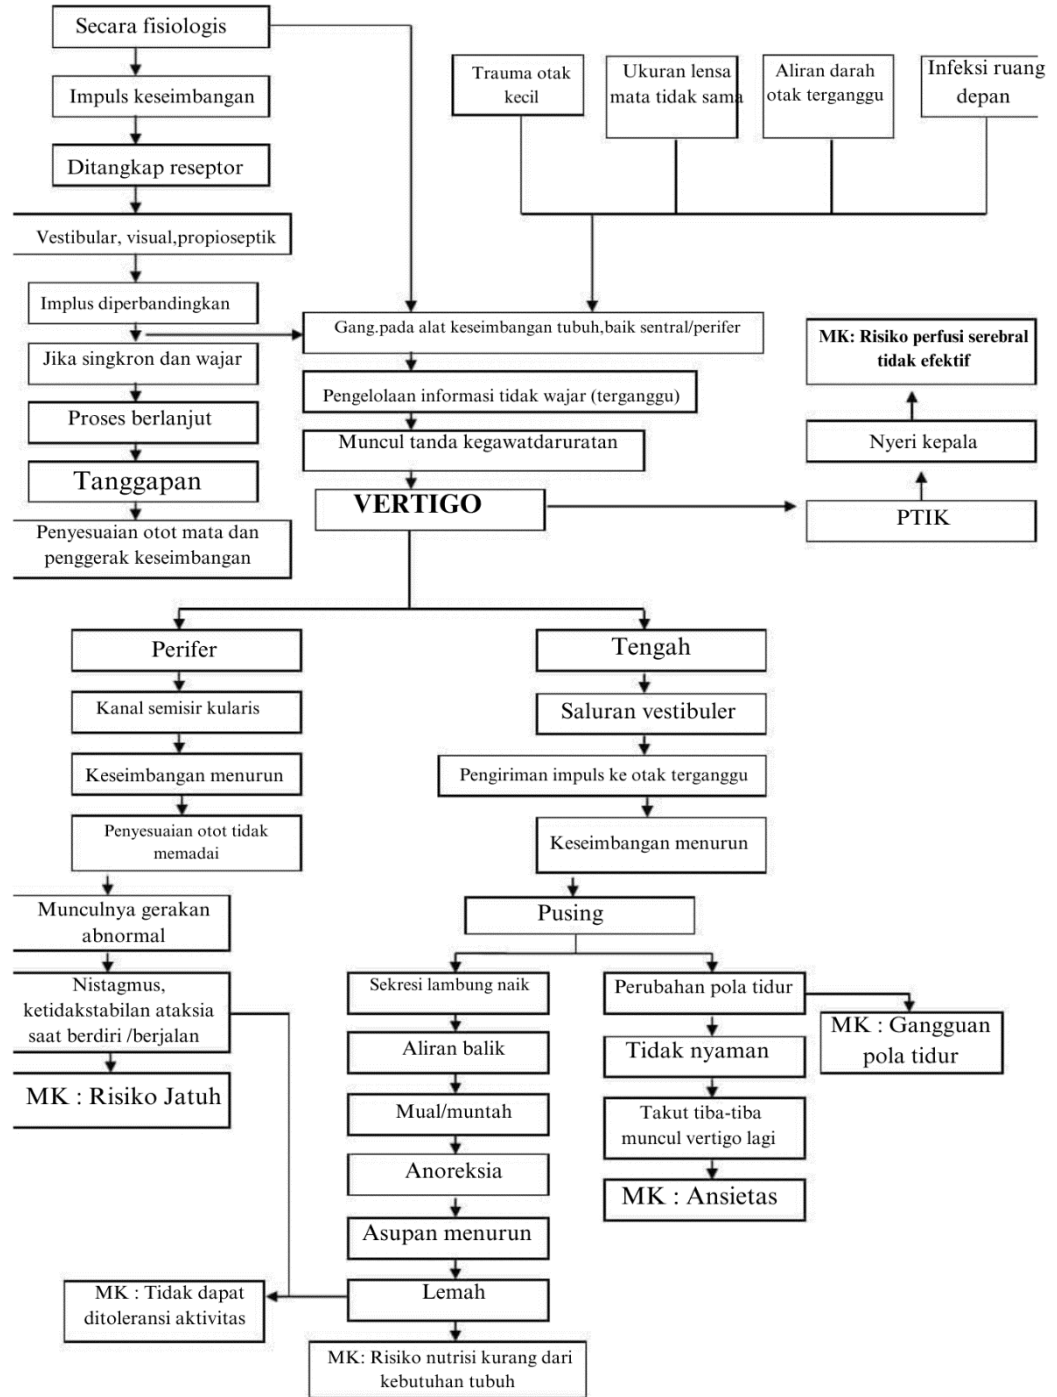 Secara fisiologis
Impuls keseimbangan
Ditangkap reseptor
Vestibular, visual,propioseptik
Implus diperbandingkan
Jika singkron dan wajar
Proses berlanjut
Tanggapan
Penyesuaian otot mata dan
penggerak keseimbangan
Trauma otak
kecil
Ukuran lensa
mata tidak sama
Aliran darah
otak terganggu
Infeksi ruang
depan
Gang.pada alat keseimbangan tubuh,baik sentral/perifer
Pengelolaan informasi tidak wajar (terganggu)
Muncul tanda kegawatdaruratan
VERTIGO
MK: Risiko perfusi serebral
tidak efektif
Nyeri kepala
PTIK
Perifer
Kanal semisir kularis
Keseimbangan menurun
Penyesuaian otot tidak
memadai
Munculnya gerakan
abnormal
Nistagmus,
ketidakstabilan ataksia
saat berdiri /berjalan
MK : Risiko Jatuh
Tengah
Saluran vestibuler
Pengiriman impuls ke otak terganggu
Keseimbangan menurun
Pusing
Sekresi lambung naik
Aliran balik
Mual/muntah
Anoreksia
Asupan menurun
Lemah
MK : Tidak dapat
ditoleransi aktivitas
MK: Risiko nutrisi kurang dari
kebutuhan tubuh
Perubahan pola tidur
Tidak nyaman
Takut tiba-tiba
muncul vertigo lagi
MK : Ansietas
MK : Gangguan
pola tidur